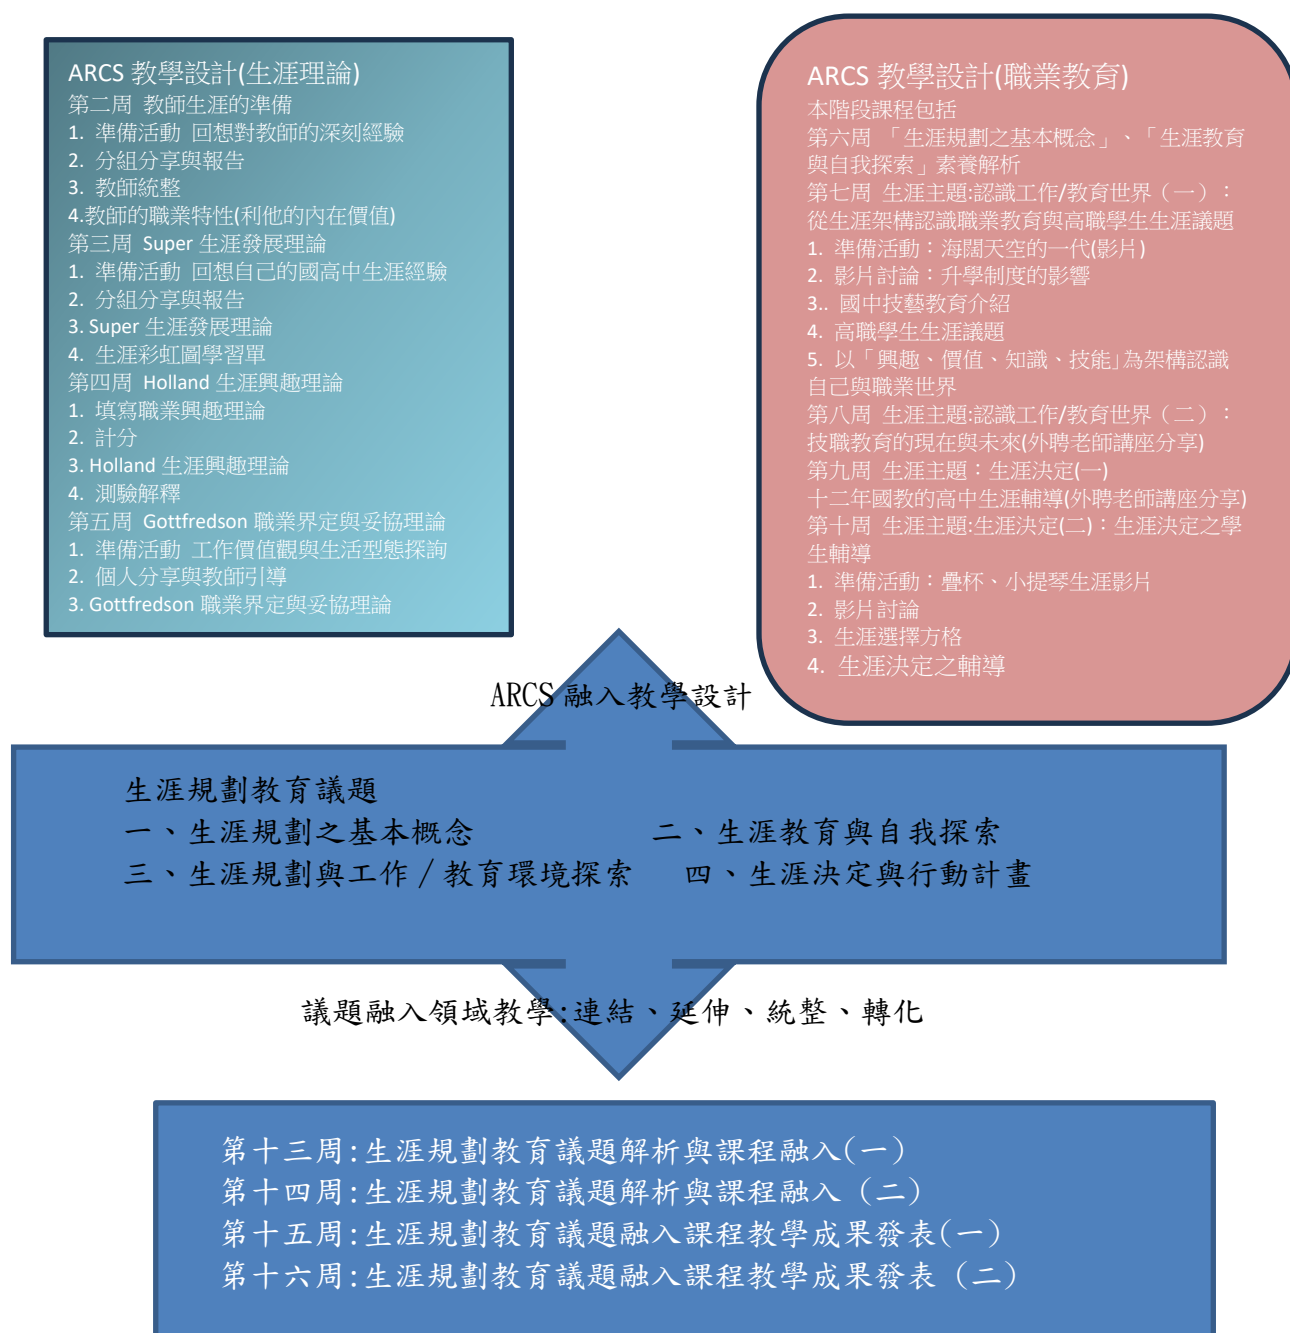 ARCS 教學設計(生涯理論)
第二周 教師生涯的準備
1. 準備活動 回想對教師的深刻經驗
2. 分組分享與報告
3. 教師統整
4.教師的職業特性(利他的內在價值)
第三周 Super 生涯發展理論
1. 準備活動 回想自己的國高中生涯經驗
2. 分組分享與報告
3. Super 生涯發展理論
4. 生涯彩虹圖學習單
第四周 Holland 生涯興趣理論
1. 填寫職業興趣理論
2. 計分
3. Holland 生涯興趣理論
4. 測驗解釋
第五周 Gottfredson 職業界定與妥協理論
1. 準備活動 工作價值觀與生活型態探詢
2. 個人分享與教師引導
3. Gottfredson 職業界定與妥協理論
ARCS 教學設計(職業教育)
本階段課程包括
第六周 「生涯規劃之基本概念」、「生涯教育
與自我探索」素養解析
第七周 生涯主題:認識工作/教育世界（一）：
從生涯架構認識職業教育與高職學生生涯議題
1. 準備活動：海闊天空的一代(影片)
2. 影片討論：升學制度的影響
3.. 國中技藝教育介紹
4. 高職學生生涯議題
5. 以「興趣、價值、知識、技能」為架構認識
自己與職業世界
第八周 生涯主題:認識工作/教育世界（二）：
技職教育的現在與未來(外聘老師講座分享)
第九周 生涯主題：生涯決定(一)
十二年國教的高中生涯輔導(外聘老師講座分享)
第十周 生涯主題:生涯決定(二)：生涯決定之學
生輔導
1. 準備活動：疊杯、小提琴生涯影片
2. 影片討論
3. 生涯選擇方格
4. 生涯決定之輔導
ARCS 融入教學設計
生涯規劃教育議題
一、生涯規劃之基本概念 二、生涯教育與自我探索
三、生涯規劃與工作/教育環境探索 四、生涯決定與行動計畫
議題融入領域教學:連結、延伸、統整、轉化
第十三周:生涯規劃教育議題解析與課程融入(一)
第十四周:生涯規劃教育議題解析與課程融入（二）
第十五周:生涯規劃教育議題融入課程教學成果發表(一)
第十六周:生涯規劃教育議題融入課程教學成果發表（二）